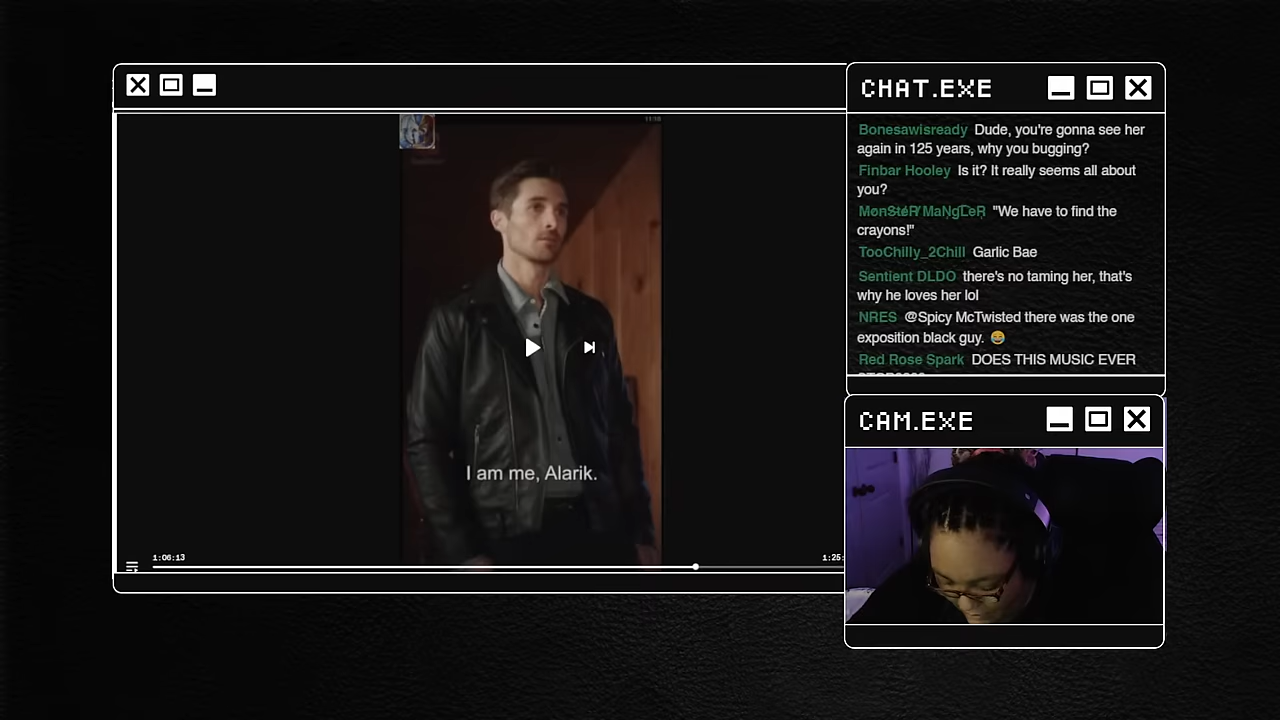 CHAT.EXE
Bonesawisready Dude, you're gonna see her
again in 125 years, why you bugging?
Finbar Hooley Is it? It really seems all about
you?
MonSteR MaNgLeR "We have to find the
crayons!"
TooChilly_2Chill Garlic Bae
Sentient DLDO there's no taming her, that's
why he loves her lol
NRES @Spicy McTwisted there was the one
exposition black guy. 😂
Red Rose Spark DOES THIS MUSIC EVER
I am me, Alarik.
1:06:13
1:25:
CAM.EXE